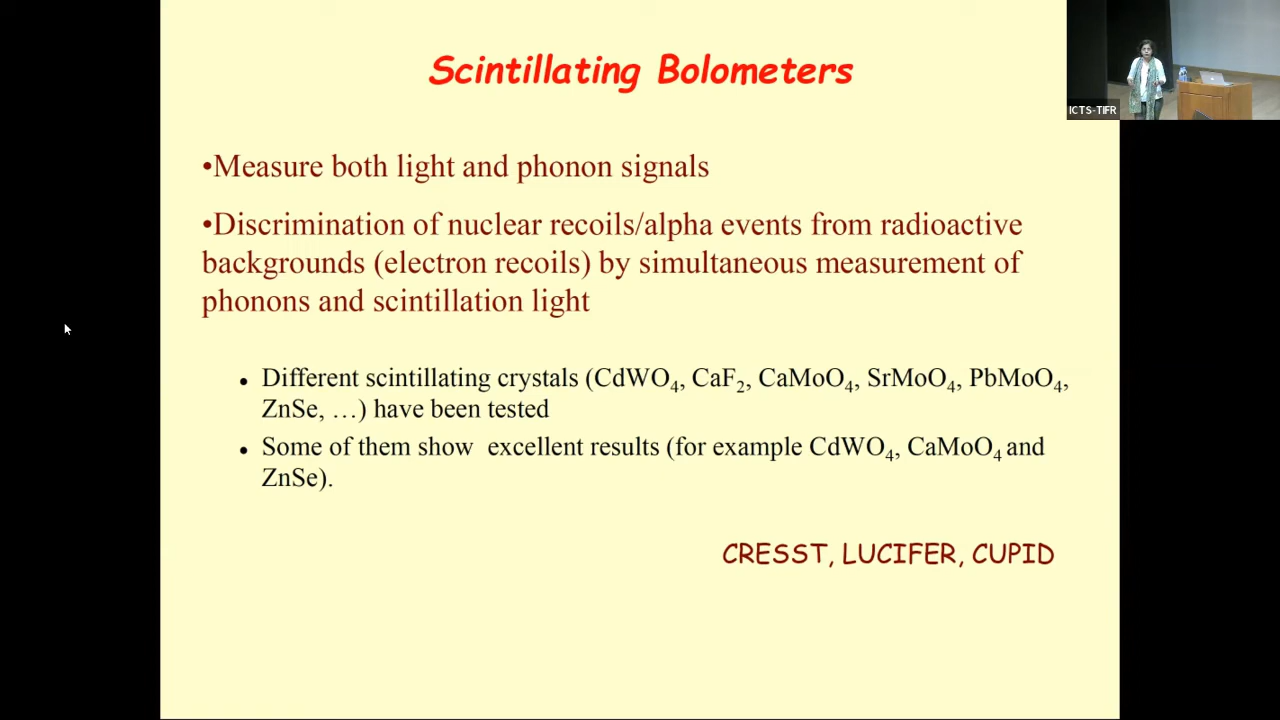 Scintillating Bolometers
ICTS-TIFR
•Measure both light and phonon signals
•Discrimination of nuclear recoils/alpha events from radioactive
backgrounds (electron recoils) by simultaneous measurement of
phonons and scintillation light
• Different scintillating crystals (CdWO₄, CaF₂, CaMoO₄, SrMoO₄, PbMoO₄,
ZnSe, …) have been tested
• Some of them show excellent results (for example CdWO₄, CaMoO₄ and
ZnSe).
CRESST, LUCIFER, CUPID